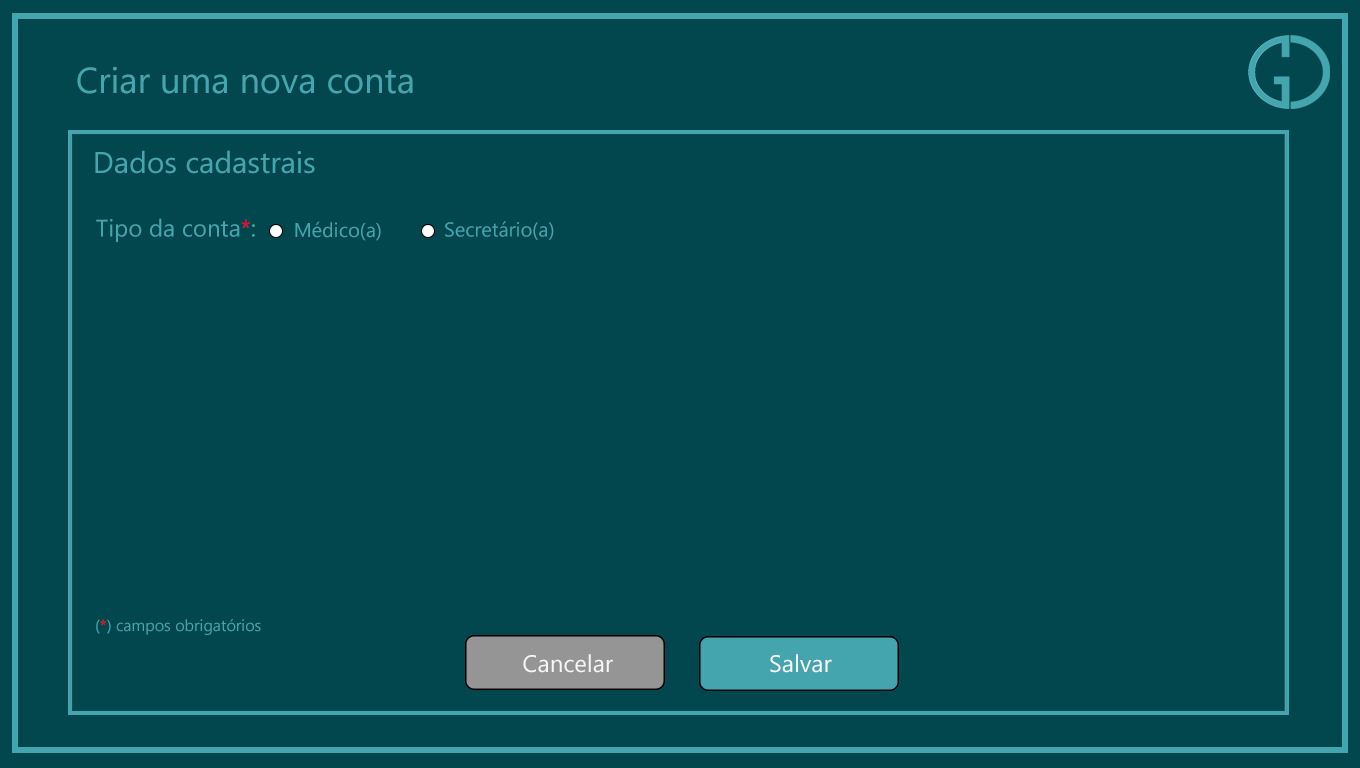 Criar uma nova conta
Dados cadastrais
Tipo da conta*: Médico(a) Secretário(a)
(*) campos obrigatórios
Cancelar Salvar